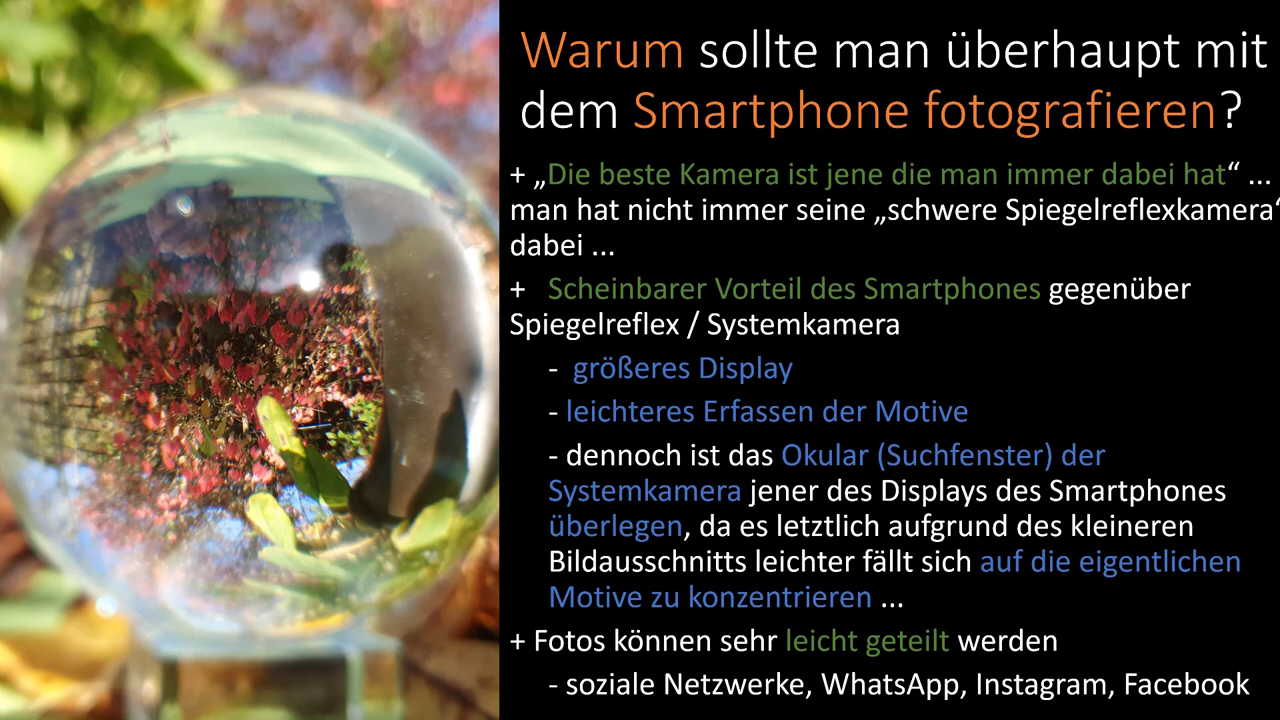 Warum sollte man überhaupt mit
dem Smartphone fotografieren?
+ „Die beste Kamera ist jene die man immer dabei hat“ ...
man hat nicht immer seine „schwere Spiegelreflexkamera“
dabei ...
+ Scheinbarer Vorteil des Smartphones gegenüber
Spiegelreflex / Systemkamera
- größeres Display
- leichteres Erfassen der Motive
- dennoch ist das Okular (Suchfenster) der
Systemkamera jener des Displays des Smartphones
überlegen, da es letztlich aufgrund des kleineren
Bildausschnitts leichter fällt sich auf die eigentlichen
Motive zu konzentrieren ...
+ Fotos können sehr leicht geteilt werden
- soziale Netzwerke, WhatsApp, Instagram, Facebook